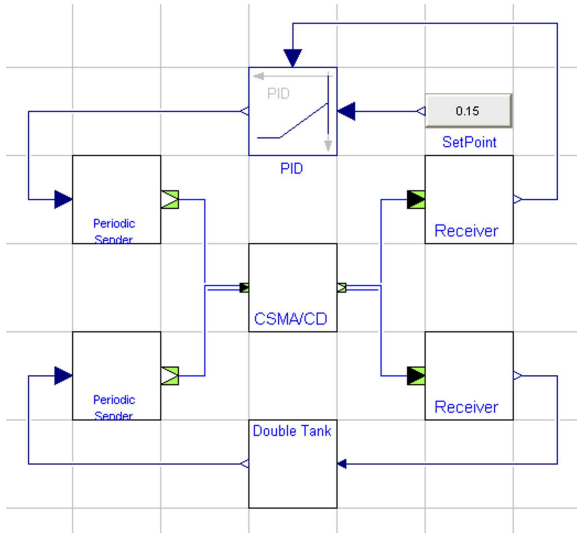 PID
0.15
SetPoint
PID
Periodic
Sender
Receiver
CSMA/CD
Periodic
Sender
Receiver
Double Tank